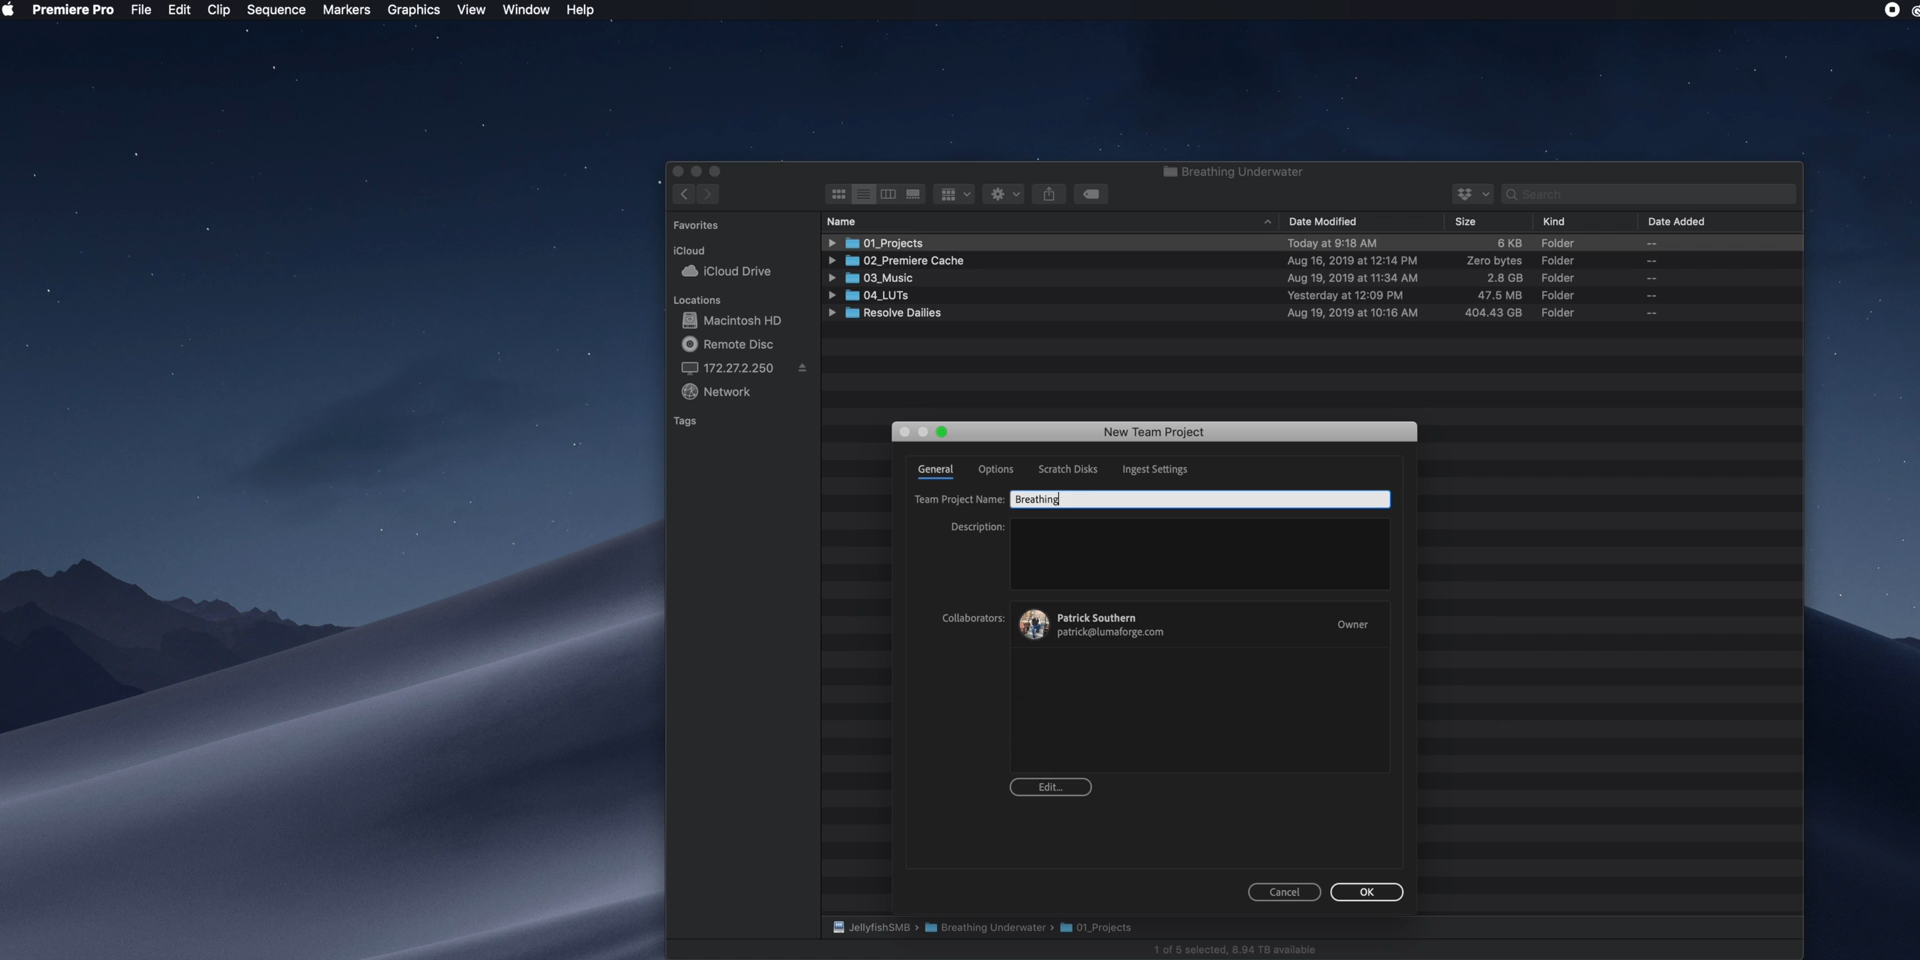 Premiere Pro File Edit Clip Sequence Markers Graphics View Window Help
Breathing Underwater
Search
Favorites
iCloud
iCloud Drive
Locations
Macintosh HD
Remote Disc
172.27.2.250
Network
Tags
Name Date Modified Size Kind Date Added
01_Projects Today at 9:18 AM 6 KB Folder --
02_Premiere Cache Aug 16, 2019 at 12:14 PM Zero bytes Folder --
03_Music Aug 19, 2019 at 11:34 AM 2.8 GB Folder --
04_LUTs Yesterday at 12:09 PM 47.5 MB Folder --
Resolve Dailies Aug 19, 2019 at 10:16 AM 404.43 GB Folder --
New Team Project
General Options Scratch Disks Ingest Settings
Team Project Name: Breathing
Description:
Collaborators: Patrick Southern
patrick@lumaforge.com
Owner
Edit...
Cancel OK
JellyfishSMB › Breathing Underwater › 01_Projects
1 of 5 selected, 8.94 TB available